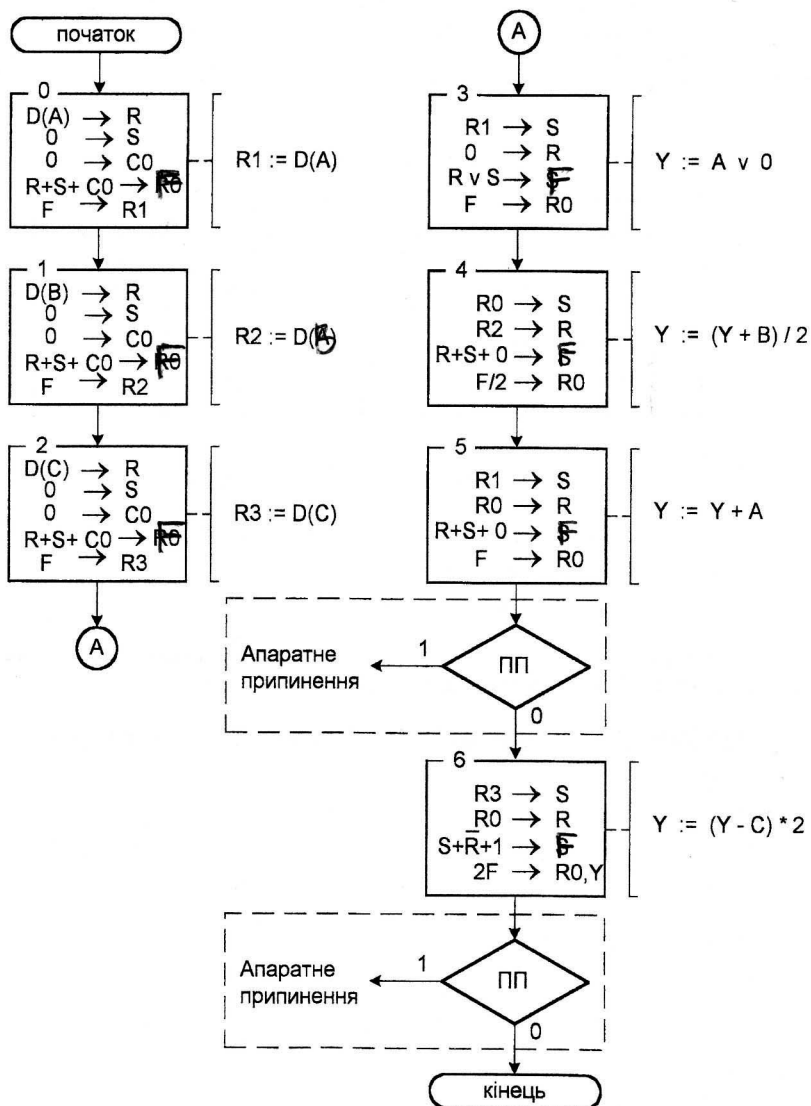 початок
0
D(A) → R
0 → S
0 → C0
R+S+ C0 → F
F → R1
R1 := D(A)
1
D(B) → R
0 → S
0 → C0
R+S+ C0 → F
F → R2
R2 := D(B)
2
D(C) → R
0 → S
0 → C0
R+S+ C0 → F
F → R3
R3 := D(C)
A
A
3
R1 → S
0 → R
R v S → F
F → R0
Y := A v 0
4
R0 → S
R2 → R
R+S+ 0 → F
F/2 → R0
Y := (Y + B) / 2
5
R1 → S
R0 → R
R+S+ 0 → F
F → R0
Y := Y + A
Апаратне
припинення
1
ПП
0
6
R3 → S
R0 → R
S+R̅+1 → F
2F → R0,Y
Y := (Y - C) * 2
Апаратне
припинення
1
ПП
0
кінець